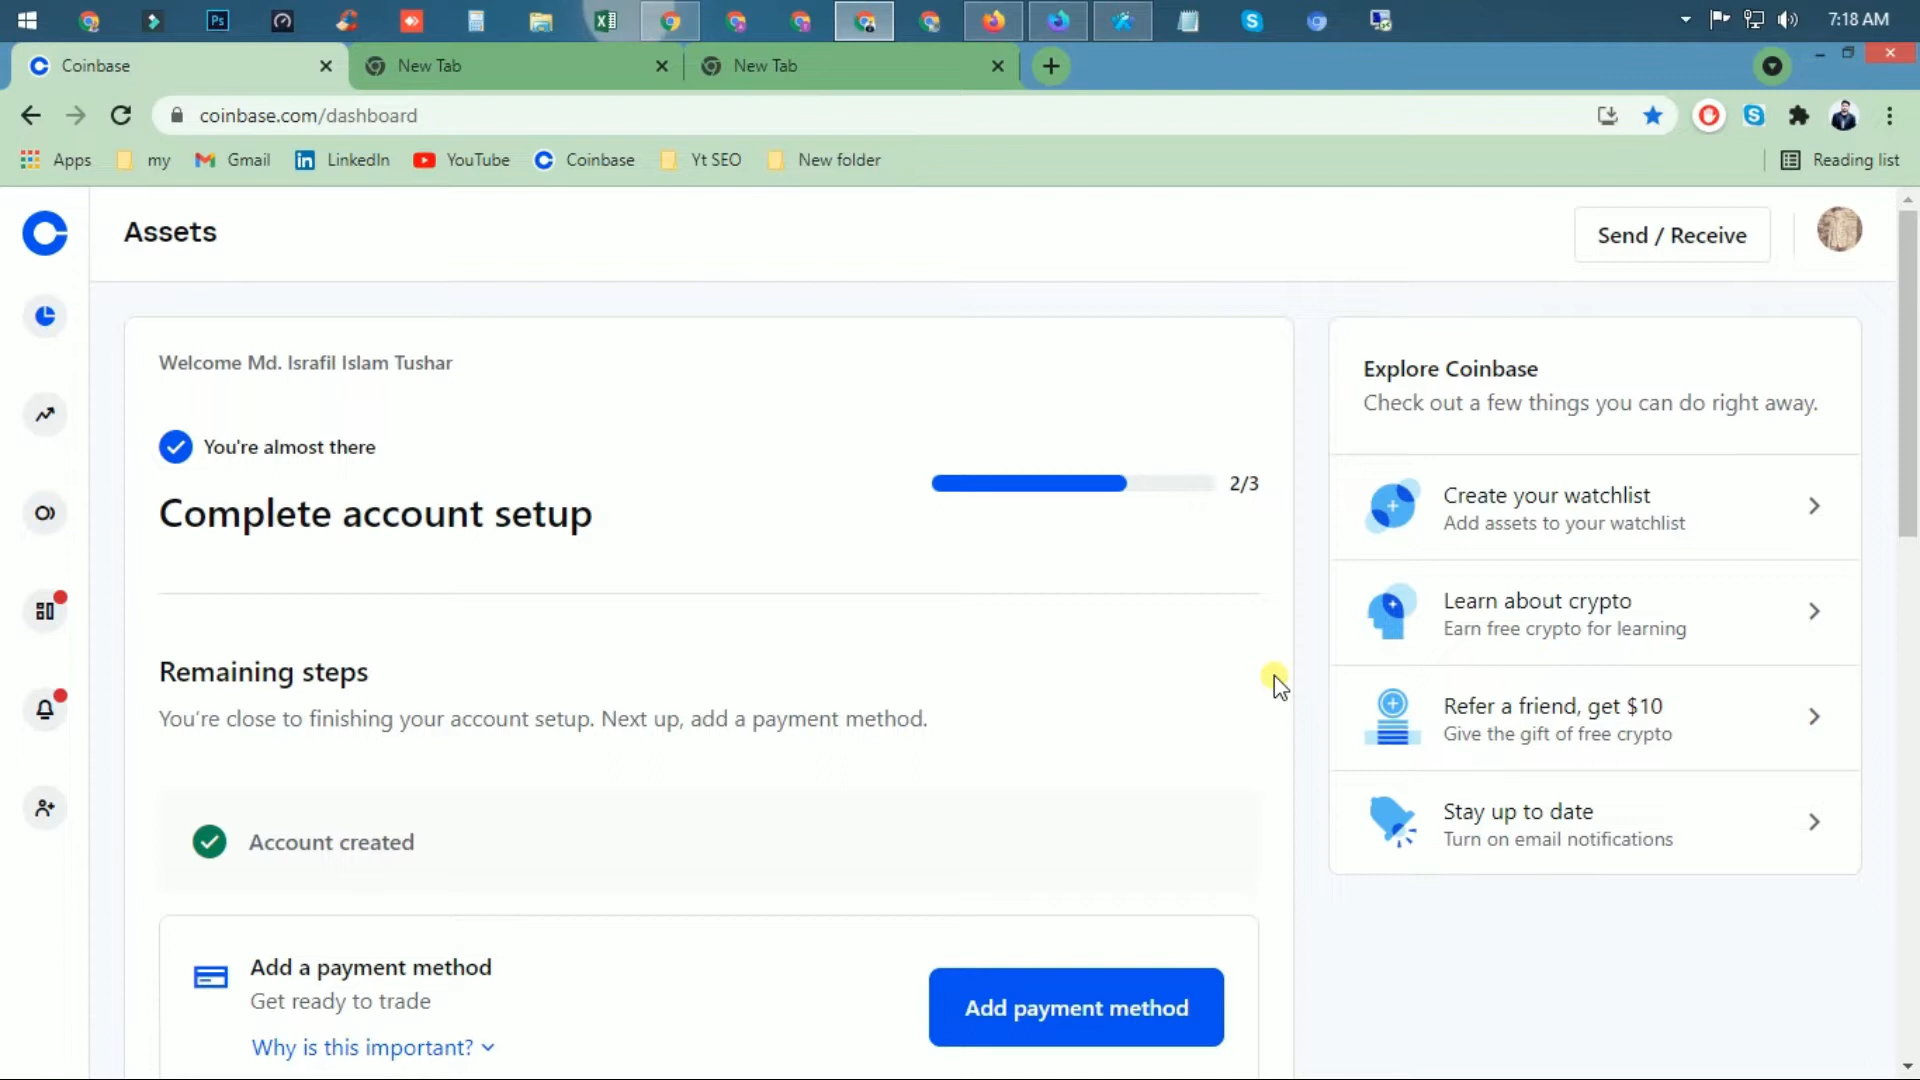 Ps
7:18 AM
Coinbase
New Tab
New Tab
coinbase.com/dashboard
Apps
my
Gmail
LinkedIn
YouTube
Coinbase
Yt SEO
New folder
Reading list
Assets
Send / Receive
Welcome Md. Israfil Islam Tushar
You're almost there
2/3
Complete account setup
Remaining steps
You're close to finishing your account setup. Next up, add a payment method.
Account created
Add a payment method
Get ready to trade
Why is this important?
Add payment method
Explore Coinbase
Check out a few things you can do right away.
Create your watchlist
Add assets to your watchlist
Learn about crypto
Earn free crypto for learning
Refer a friend, get $10
Give the gift of free crypto
Stay up to date
Turn on email notifications